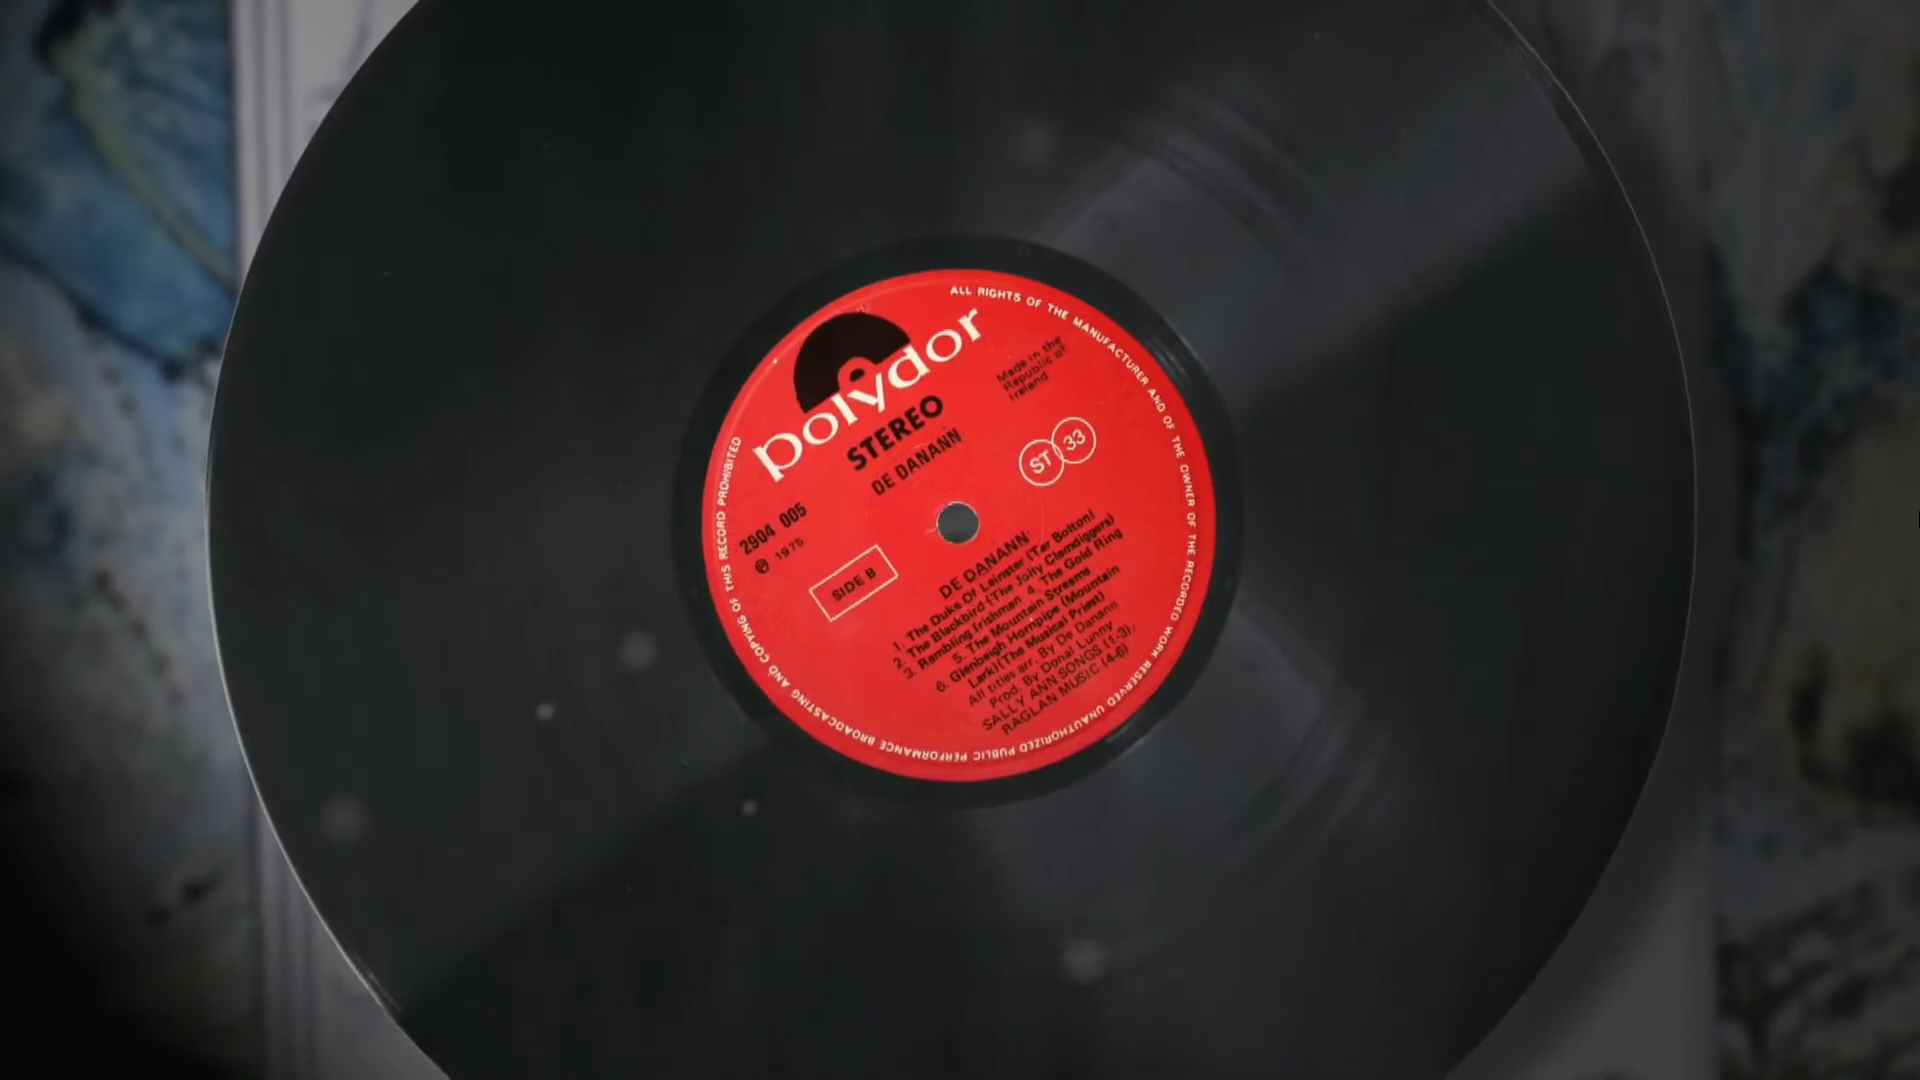 polydor
STEREO
DE DANANN
Made in the
Republic of
Ireland
ST 33
2904 005
℗ 1975
SIDE B
DE DANANN
1. The Duke Of Leinster (Tar Bolton)
2. The Blackbird (The Jolly Clamdiggers)
3. Rambling Irishman 4. The Gold Ring
5. The Mountain Streams
6. Glenbeigh Hornpipe (Mountain
Lark)(The Musical Priest)
All titles arr. By De Danann
Prod. By Donal Lunny
SALLY ANN SONGS (1-3).
RAGLAN MUSIC (4-6)
ALL RIGHTS OF THE MANUFACTURER AND OF THE OWNER OF THE RECORDED WORK RESERVED UNAUTHORIZED PUBLIC PERFORMANCE BROADCASTING AND COPYING OF THIS RECORD PROHIBITED